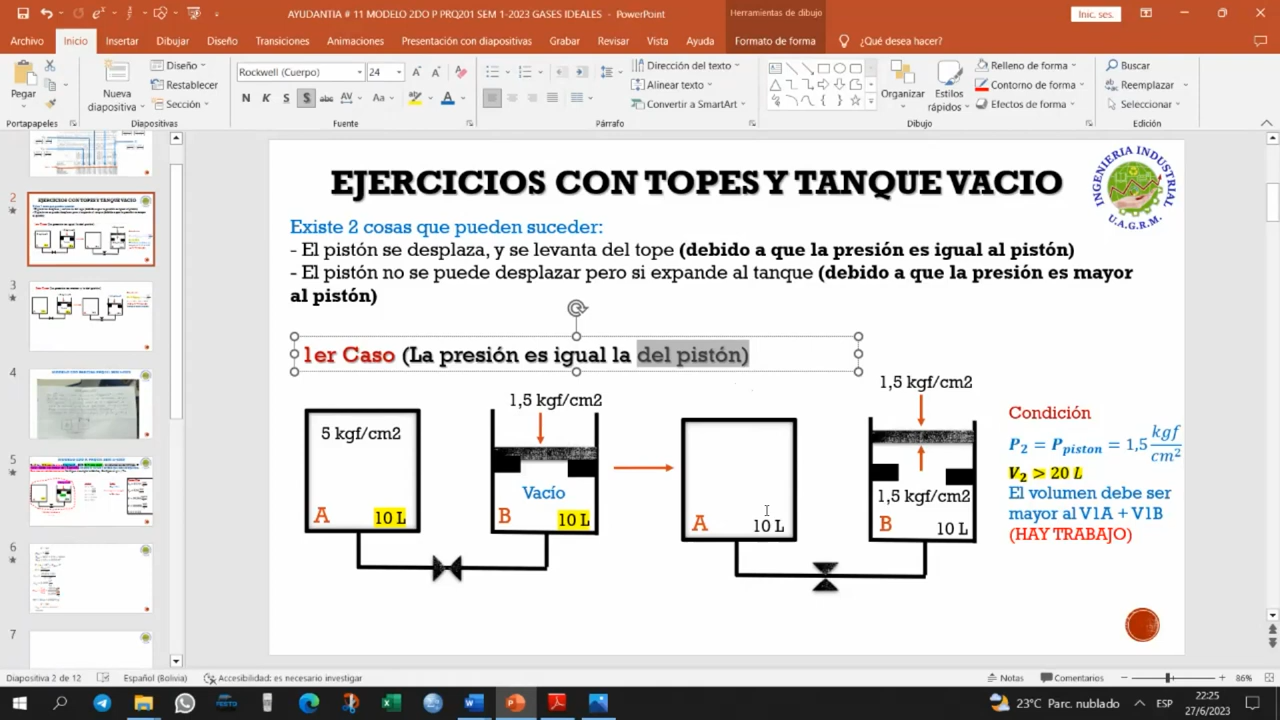 AYUDANTIA # 11 MODELO 2DO P PRQ201 SEM 1-2023 GASES IDEALES - PowerPoint
Herramientas de dibujo
Inic. ses.
Archivo
Inicio
Insertar
Dibujar
Diseño
Transiciones
Animaciones
Presentación con diapositivas
Grabar
Revisar
Vista
Ayuda
Formato de forma
¿Qué desea hacer?
Pegar
Nueva
diapositiva
Diseño
Restablecer
Sección
Rockwell (Cuerpo)
24
N K S S abc AV Aa A
Dirección del texto
Alinear texto
Convertir a SmartArt
Organizar
Estilos
rápidos
Relleno de forma
Contorno de forma
Efectos de forma
Buscar
Reemplazar
Seleccionar
Portapapeles
Diapositivas
Fuente
Párrafo
Dibujo
Edición
2
3
4
5
6
7
EJERCICIOS CON TOPES Y TANQUE VACIO
INGENIERIA INDUSTRIAL
U.A.G.R.M.
Existe 2 cosas que pueden suceder:
- El pistón se desplaza, y se levanta del tope (debido a que la presión es igual al pistón)
- El pistón no se puede desplazar pero si expande al tanque (debido a que la presión es mayor
al pistón)
1er Caso (La presión es igual la del pistón)
1,5 kgf/cm2
5 kgf/cm2
A
10 L
Vacío
B
10 L
A
10 L
1,5 kgf/cm2
1,5 kgf/cm2
B
10 L
Condición
P2 = Ppiston = 1,5 kgf/cm2
V2 > 20 L
El volumen debe ser
mayor al V1A + V1B
(HAY TRABAJO)
Diapositiva 2 de 12
Español (Bolivia)
Accesibilidad: es necesario investigar
Notas
Comentarios
86%
FESTO
23°C Parc. nublado
ESP
22:25
27/6/2023